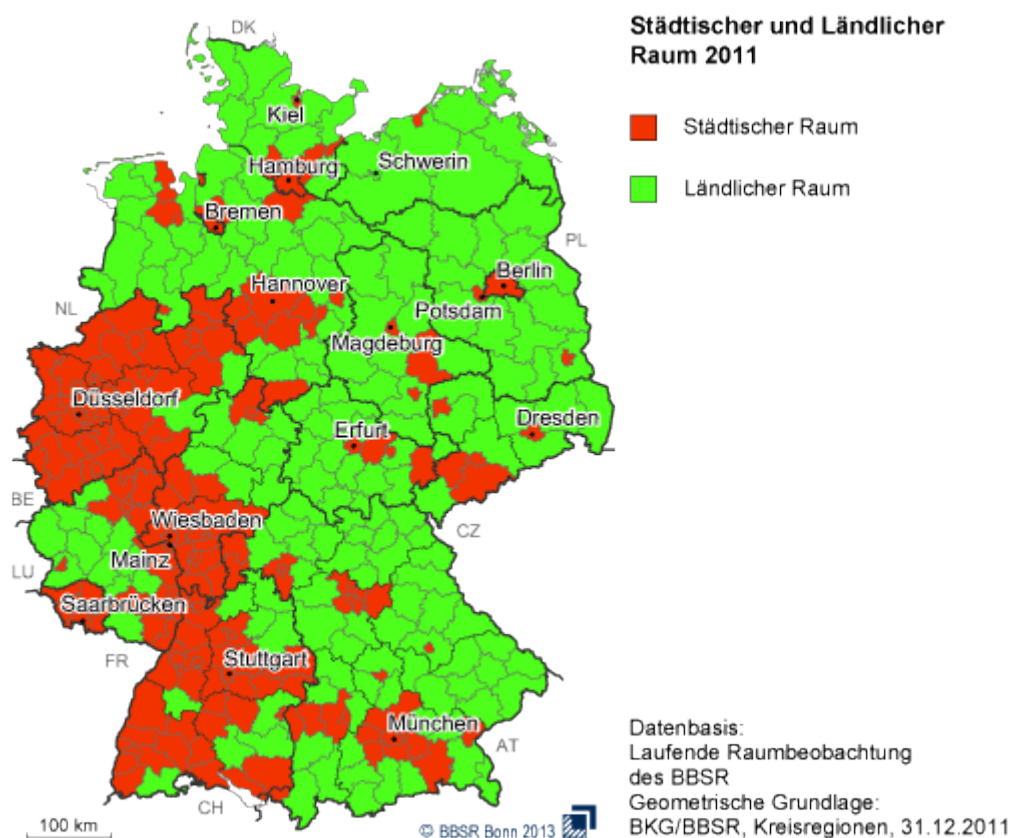 Städtischer und Ländlicher
Raum 2011
Städtischer Raum
Ländlicher Raum
DK
Kiel
Hamburg
Schwerin
Bremen
PL
Berlin
Hannover
Potsdam
NL
Magdeburg
Düsseldorf
Dresden
Erfurt
BE
Wiesbaden
CZ
Mainz
LU
Saarbrücken
FR
Stuttgart
München
AT
CH
100 km
© BBSR Bonn 2013
Datenbasis:
Laufende Raumbeobachtung
des BBSR
Geometrische Grundlage:
BKG/BBSR, Kreisregionen, 31.12.2011